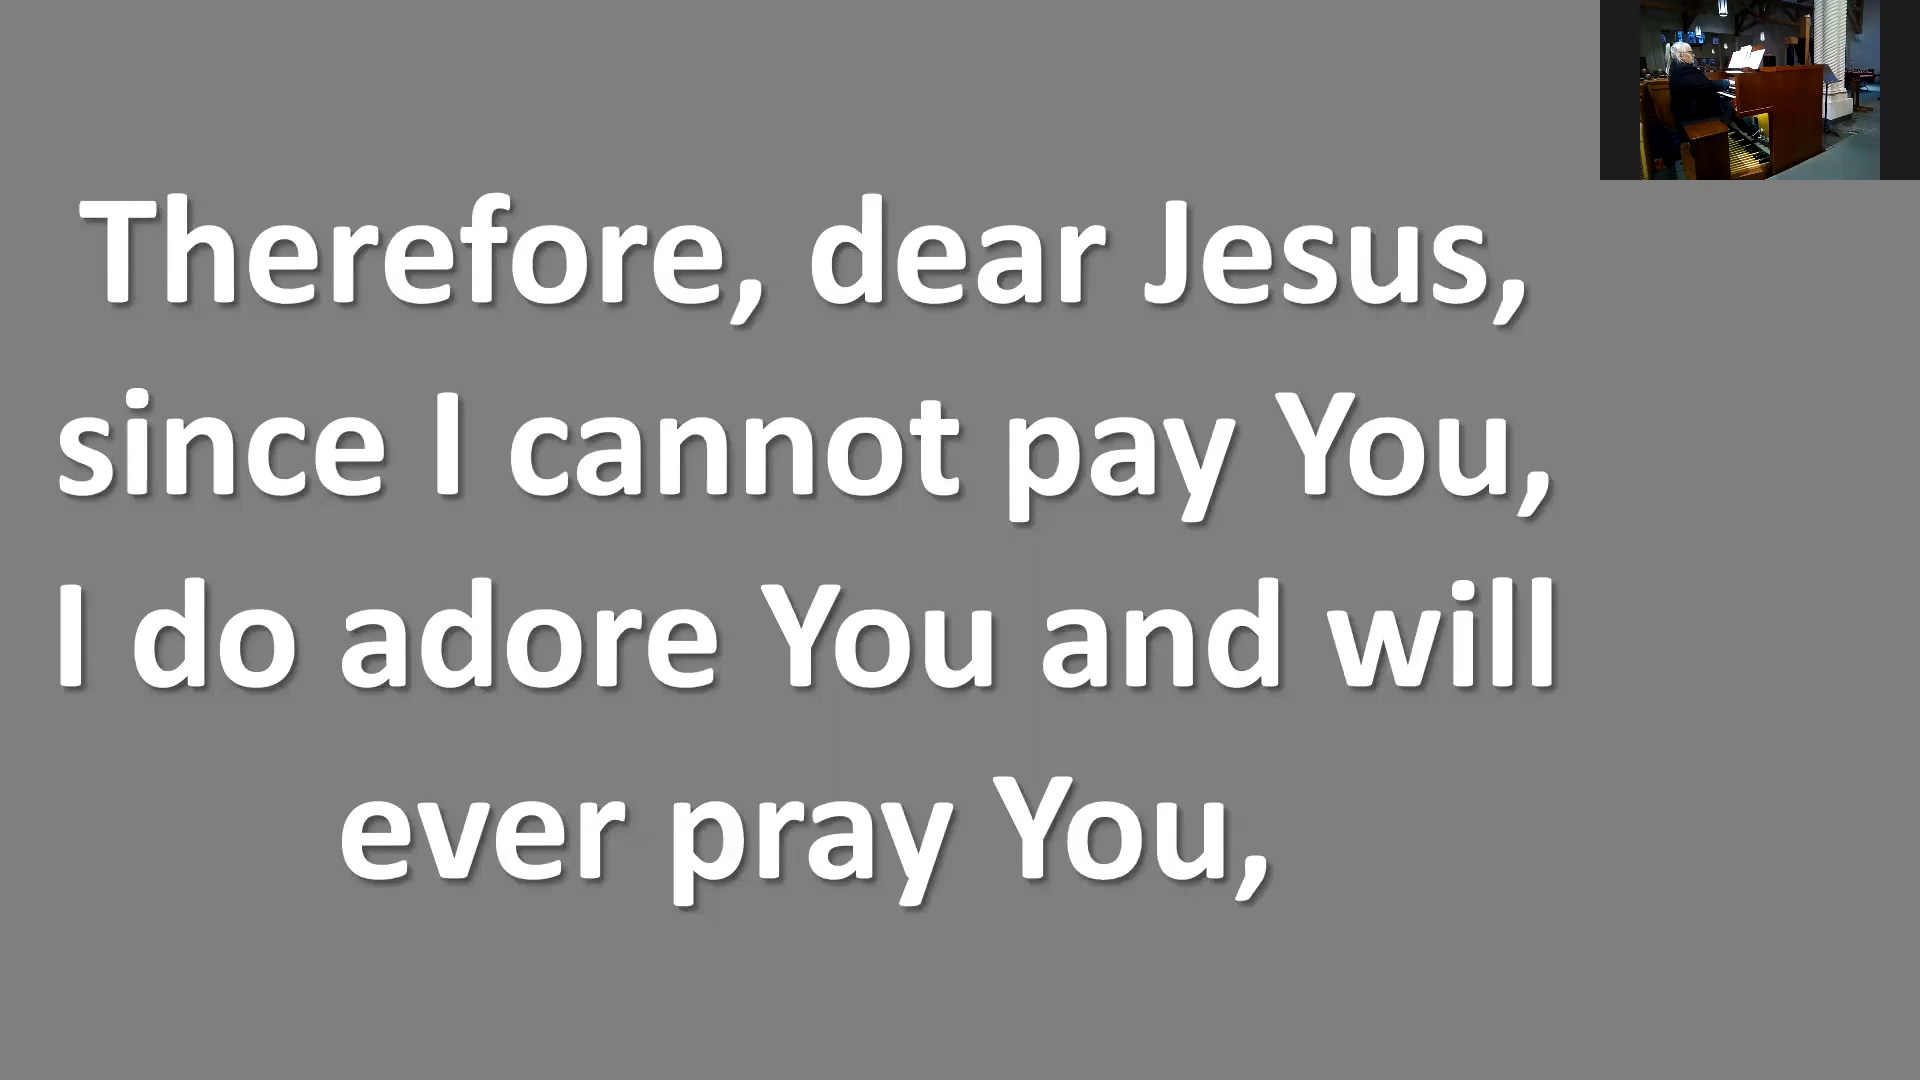 Therefore, dear Jesus,
since I cannot pay You,
I do adore You and will
ever pray You,